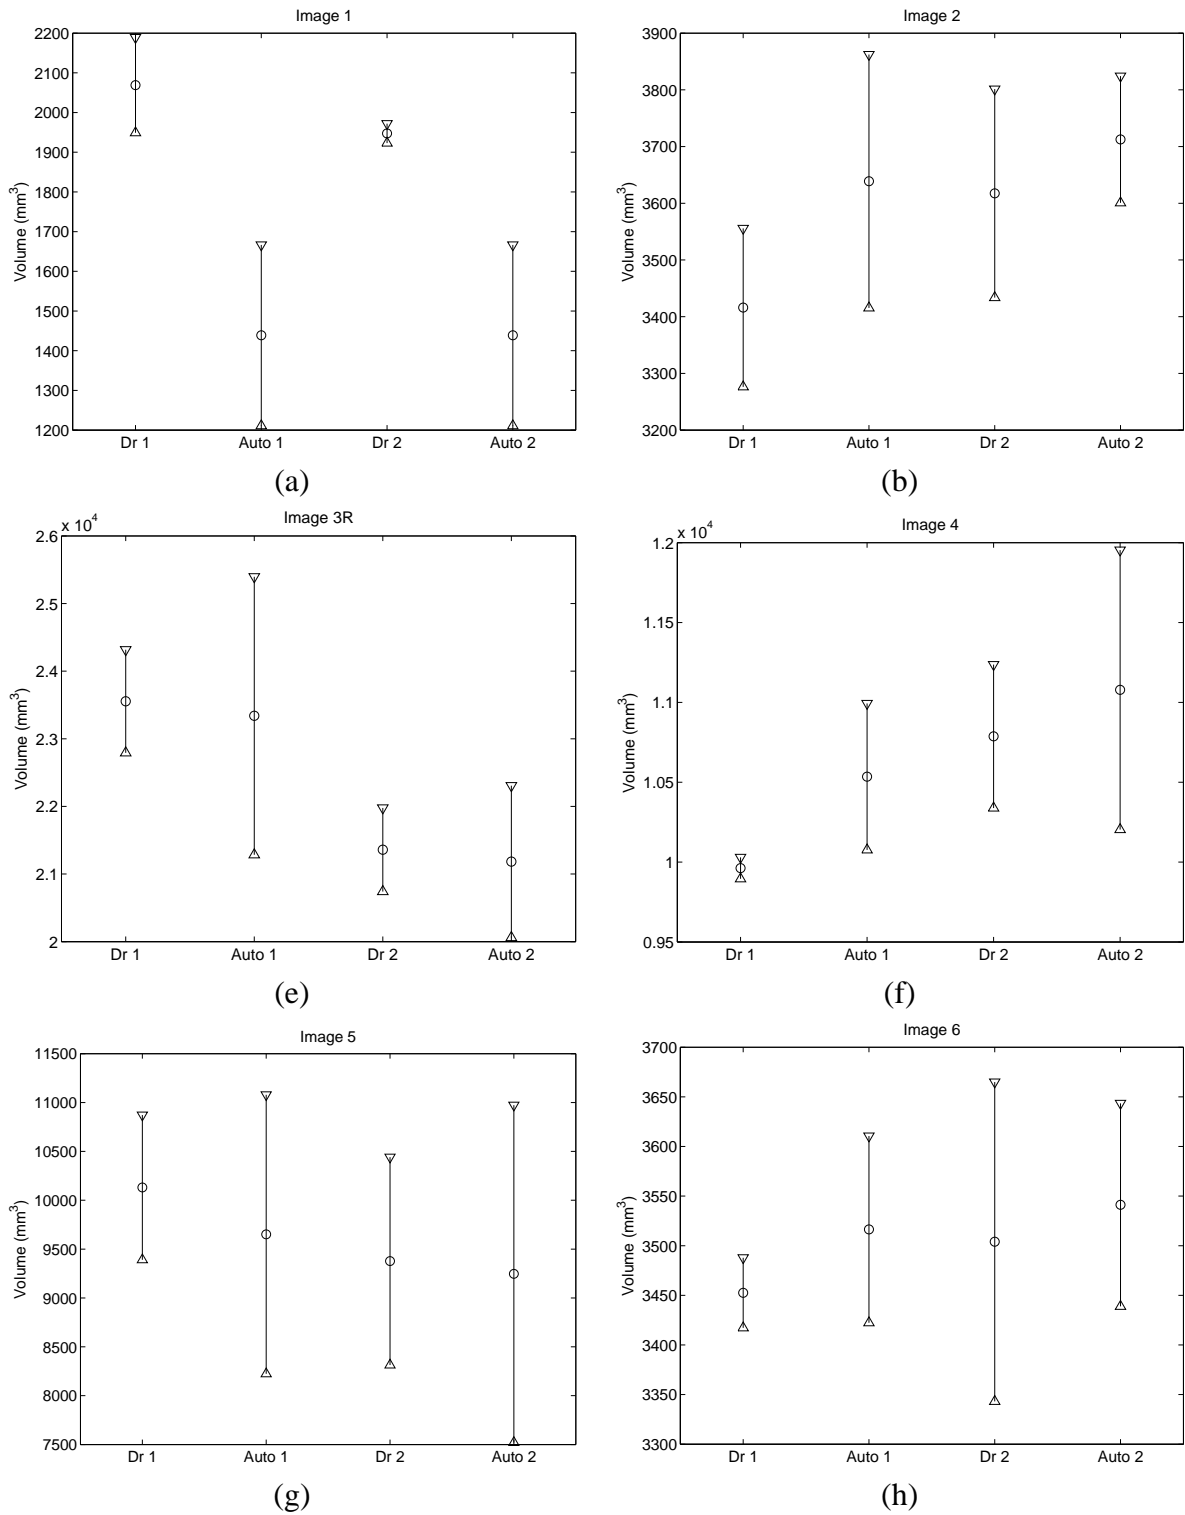 Image 1
2200
2100
2000
1900
1800
1700
1600
1500
1400
1300
1200
Volume (mm³)
Dr 1 Auto 1 Dr 2 Auto 2
(a)
Image 2
3900
3800
3700
3600
3500
3400
3300
3200
Volume (mm³)
Dr 1 Auto 1 Dr 2 Auto 2
(b)
Image 3R
x 10⁴
2.6
2.5
2.4
2.3
2.2
2.1
2
Volume (mm³)
Dr 1 Auto 1 Dr 2 Auto 2
(e)
Image 4
x 10⁴
1.2
1.15
1.1
1.05
1
0.95
Volume (mm³)
Dr 1 Auto 1 Dr 2 Auto 2
(f)
Image 5
11500
11000
10500
10000
9500
9000
8500
8000
7500
Volume (mm³)
Dr 1 Auto 1 Dr 2 Auto 2
(g)
Image 6
3700
3650
3600
3550
3500
3450
3400
3350
3300
Volume (mm³)
Dr 1 Auto 1 Dr 2 Auto 2
(h)